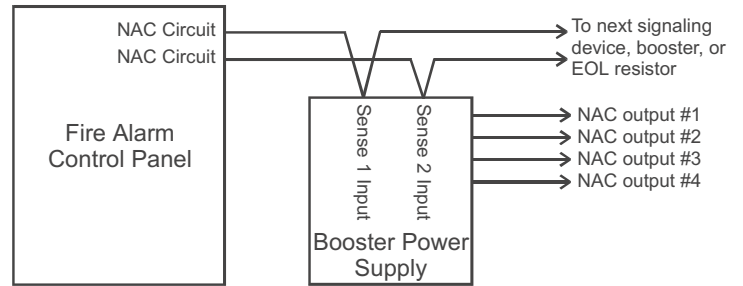 NAC Circuit
NAC Circuit
To next signaling
device, booster, or
EOL resistor
Fire Alarm
Control Panel
Sense 1 Input
Sense 2 Input
NAC output #1
NAC output #2
NAC output #3
NAC output #4
Booster Power
Supply